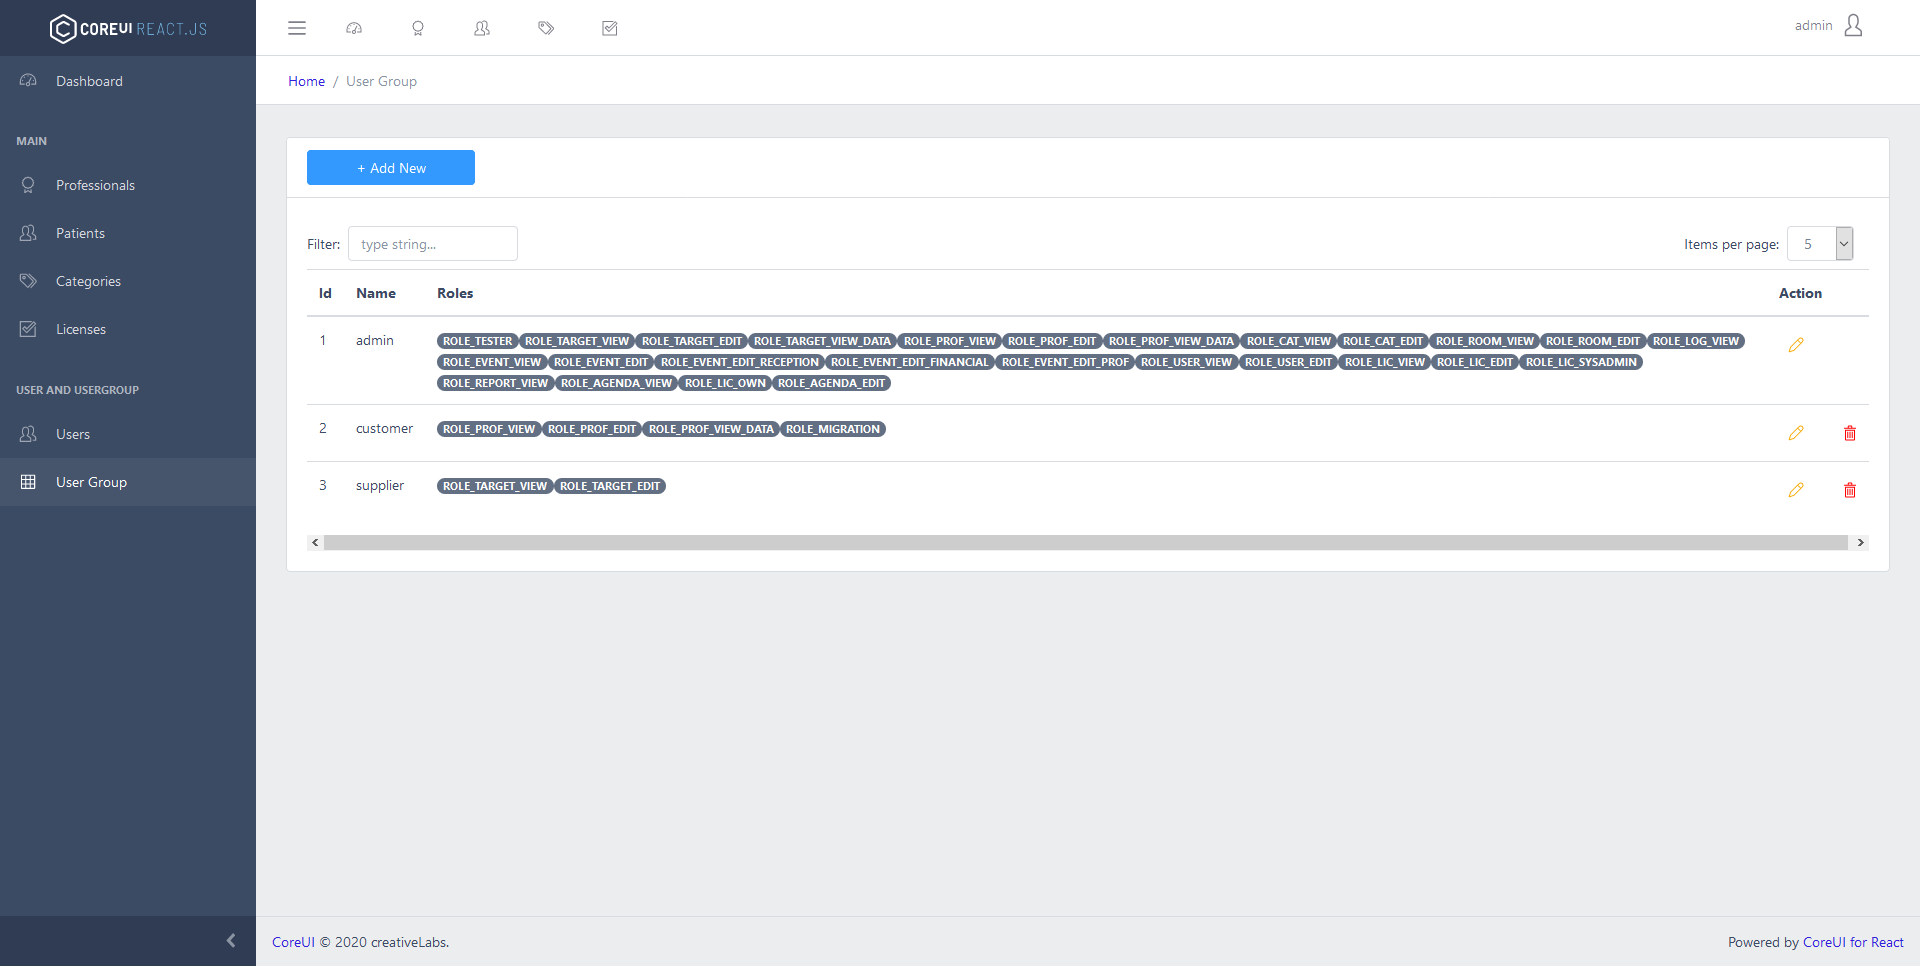 COREUI REACT.JS
admin
Dashboard
Home / User Group
MAIN
+ Add New
Professionals
Patients
Filter: type string...
Items per page: 5
Categories
Id Name Roles Action
Licenses
1 admin ROLE_TESTER ROLE_TARGET_VIEW ROLE_TARGET_EDIT ROLE_TARGET_VIEW_DATA ROLE_PROF_VIEW ROLE_PROF_EDIT ROLE_PROF_VIEW_DATA ROLE_CAT_VIEW ROLE_CAT_EDIT ROLE_ROOM_VIEW ROLE_ROOM_EDIT ROLE_LOG_VIEW
ROLE_EVENT_VIEW ROLE_EVENT_EDIT ROLE_EVENT_EDIT_RECEPTION ROLE_EVENT_EDIT_FINANCIAL ROLE_EVENT_EDIT_PROF ROLE_USER_VIEW ROLE_USER_EDIT ROLE_LIC_VIEW ROLE_LIC_EDIT ROLE_LIC_SYSADMIN
ROLE_REPORT_VIEW ROLE_AGENDA_VIEW ROLE_LIC_OWN ROLE_AGENDA_EDIT
USER AND USERGROUP
2 customer ROLE_PROF_VIEW ROLE_PROF_EDIT ROLE_PROF_VIEW_DATA ROLE_MIGRATION
Users
User Group
3 supplier ROLE_TARGET_VIEW ROLE_TARGET_EDIT
CoreUI © 2020 creativeLabs.
Powered by CoreUI for React